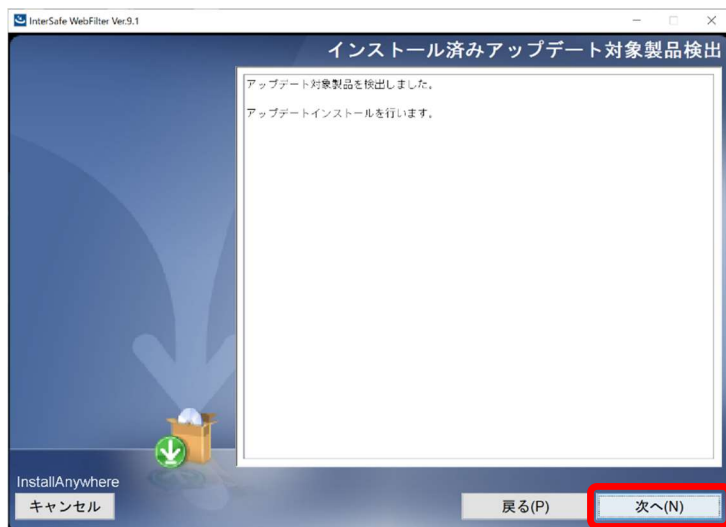 InterSafe WebFilter Ver.9.1
インストール済みアップデート対象製品検出
アップデート対象製品を検出しました。
アップデートインストールを行います。
InstallAnywhere
キャンセル
戻る(P)
次へ(N)